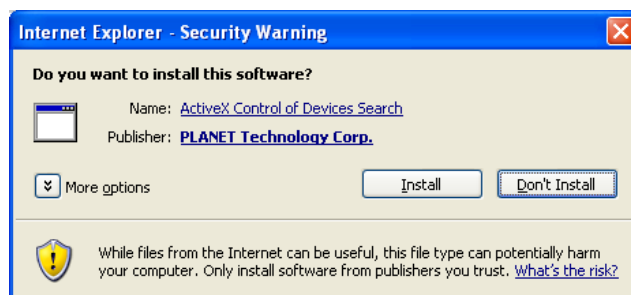 Internet Explorer - Security Warning
Do you want to install this software?
Name: ActiveX Control of Devices Search
Publisher: PLANET Technology Corp.
More options
Install
Don't Install
While files from the Internet can be useful, this file type can potentially harm
your computer. Only install software from publishers you trust. What's the risk?